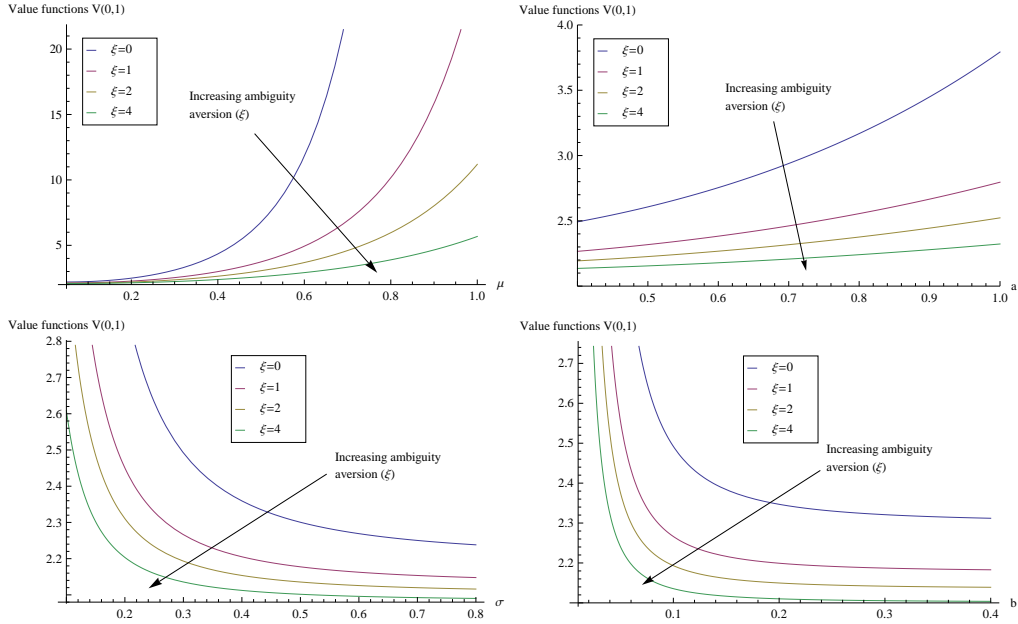 Value functions V(0,1)
20
15
10
5
0.2
0.4
0.6
0.8
1.0
μ
ξ=0
ξ=1
ξ=2
ξ=4
Increasing ambiguity
aversion (ξ)
Value functions V(0,1)
4.0
3.5
3.0
2.5
0.5
0.6
0.7
0.8
0.9
1.0
a
ξ=0
ξ=1
ξ=2
ξ=4
Increasing ambiguity
aversion (ξ)
Value functions V(0,1)
2.8
2.7
2.6
2.5
2.3
2.2
0.2
0.3
0.4
0.5
0.6
0.7
0.8
σ
ξ=0
ξ=1
ξ=2
ξ=4
Increasing ambiguity
aversion (ξ)
Value functions V(0,1)
2.7
2.6
2.5
2.3
2.2
0.1
0.2
0.3
0.4
b
ξ=0
ξ=1
ξ=2
ξ=4
Increasing ambiguity
aversion (ξ)